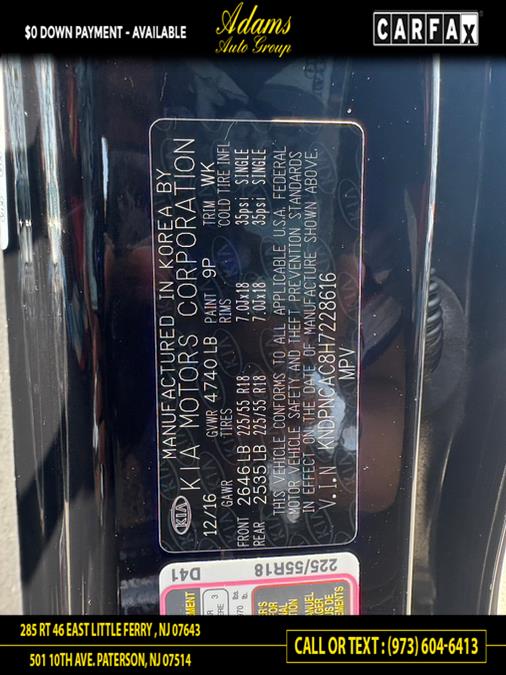 $0 DOWN PAYMENT - AVAILABLE
Adams
Auto Group
CARFAX
MANUFACTURED IN KOREA BY
KIA MOTORS CORPORATION
KIA
12/16 GVWR 4740LB PAINT 9P TRIM WK
GAWR TIRES RIMS COLD TIRE INFL
FRONT 2646LB 225/55 R18 7.0Jx18 35psi SINGLE
REAR 2535LB 225/55 R18 7.0Jx18 35psi SINGLE
THIS VEHICLE CONFORMS TO ALL APPLICABLE U.S.A. FEDERAL
MOTOR VEHICLE SAFETY AND THEFT PREVENTION STANDARDS
IN EFFECT ON THE DATE OF MANUFACTURE SHOWN ABOVE.
V.I.N KNDPNCAC8H7228616
MPV
D41
225/55R18
285 RT 46 EAST LITTLE FERRY , NJ 07643
501 10TH AVE. PATERSON, NJ 07514
CALL OR TEXT : (973) 604-6413